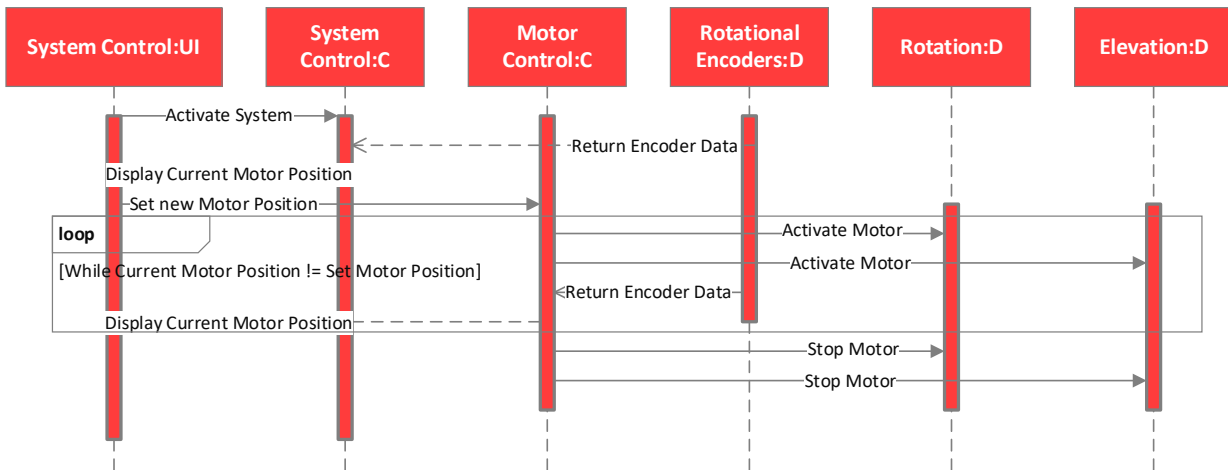 System Control:UI
System
Control:C
Motor
Control:C
Rotational
Encoders:D
Rotation:D
Elevation:D
Activate System
Return Encoder Data
Display Current Motor Position
Set new Motor Position
loop
Activate Motor
[While Current Motor Position != Set Motor Position]
Activate Motor
Return Encoder Data
Display Current Motor Position
Stop Motor
Stop Motor